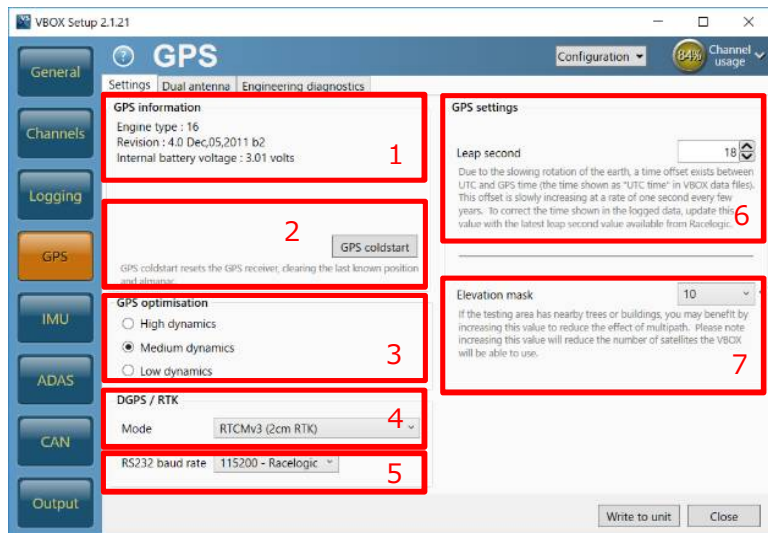 VBOX Setup 2.1.21
General
Channels
Logging
GPS
IMU
ADAS
CAN
Output
? GPS
Configuration
84% Channel usage
Settings Dual antenna Engineering diagnostics
GPS information
Engine type : 16
Revision : 4.0 Dec,05,2011 b2
Internal battery voltage : 3.01 volts
1
2
GPS coldstart
GPS coldstart resets the GPS receiver, clearing the last known position
and almanac
GPS optimisation
High dynamics
Medium dynamics
Low dynamics
3
DGPS / RTK
Mode RTCMv3 (2cm RTK)
4
RS232 baud rate 115200 - Racelogic
5
GPS settings
Leap second 18
Due to the slowing rotation of the earth, a time offset exists between
UTC and GPS time (the time shown as "UTC time" in VBOX data files).
This offset is slowly increasing at a rate of one second every few
years. To correct the time shown in the logged data, update this
value with the latest leap second value available from Racelogic.
6
Elevation mask 10 °
If the testing area has nearby trees or buildings, you may benefit by
increasing this value to reduce the effect of multipath. Please note
increasing this value will reduce the number of satellites the VBOX
will be able to use.
7
Write to unit Close